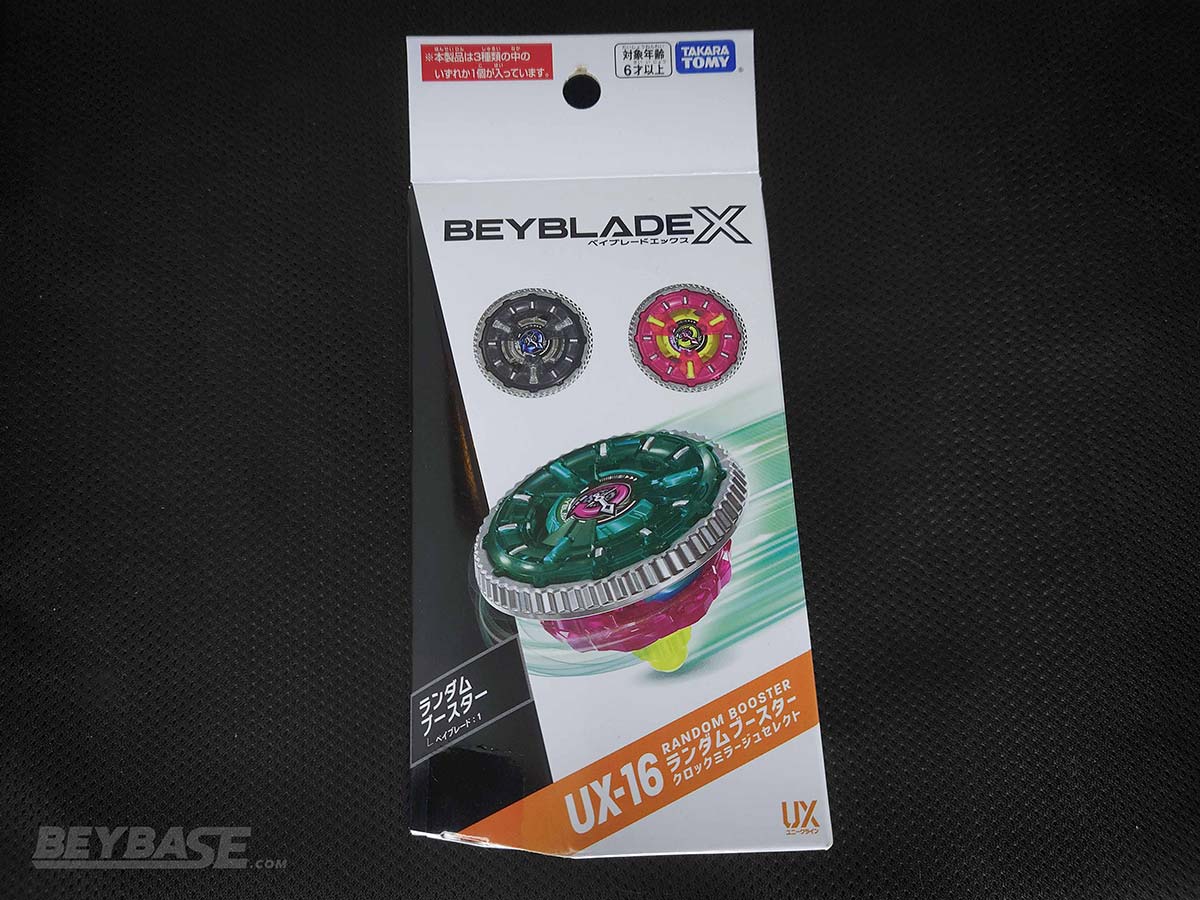 ※本製品は3種類の中の
いずれか1個が入っています。
対象年齢
6才以上
TAKARA
TOMY
BEYBLADE X
ベイブレードエックス
ランダム
ブースター
ベイブレード:1
UX-16
RANDOM BOOSTER
ランダムブースター
クロックミラージュセレクト
UX
ユニークライン
BEYBASE.COM